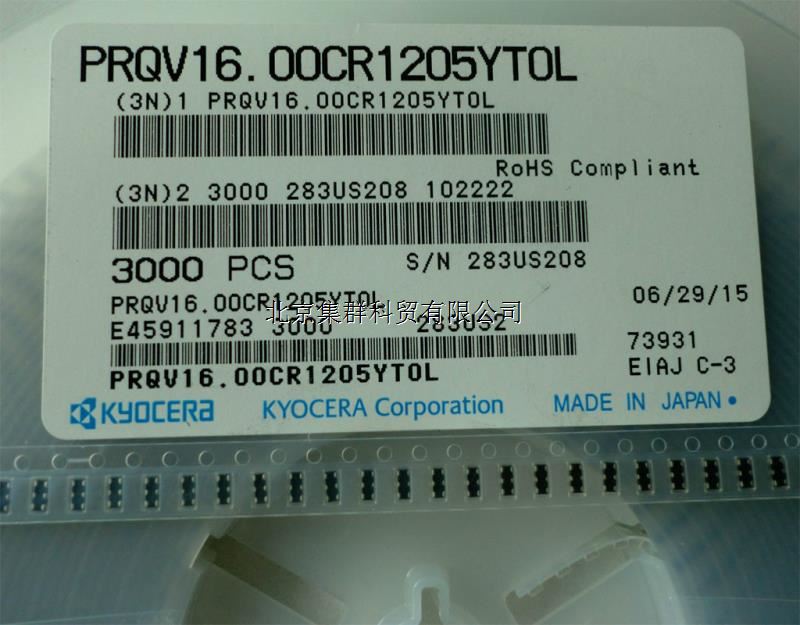 PRQV16.00CR1205YT0L
(3N)1 PRQV16.00CR1205YT0L
RoHS Compliant
(3N)2 3000 283US208 102222
3000 PCS
S/N 283US208
PRQV16.00CR1205YT0L
06/29/15
北京集群科贸有限公司
E45911783 3000 283US2
73931
EIAJ C-3
PRQV16.00CR1205YT0L
KYOCERA
KYOCERA Corporation
MADE IN JAPAN